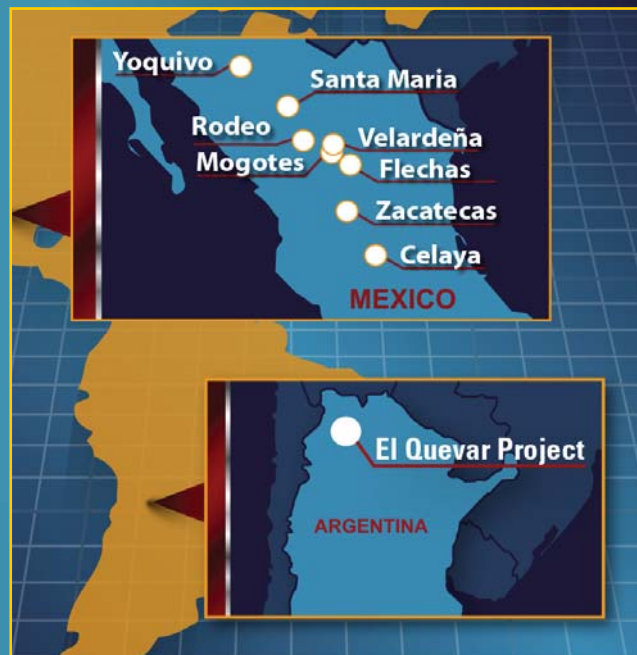 Yoquivo
Santa Maria
Rodeo
Velardeña
Mogotes
Flechas
Zacatecas
Celaya
MEXICO
El Quevar Project
ARGENTINA